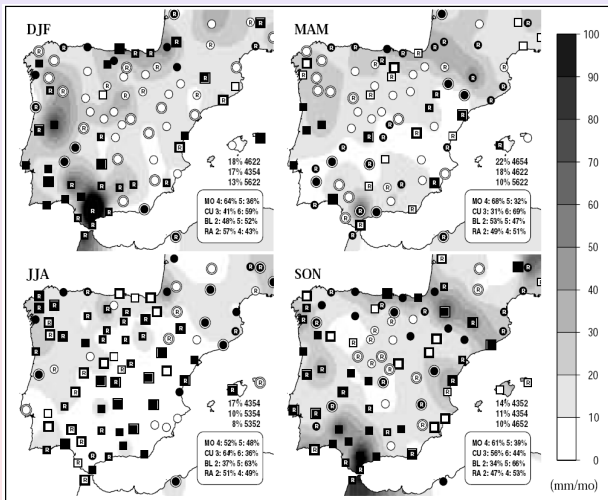 DJF
18% 4622
17% 4354
13% 5622
MO 4: 64% 5: 36%
CU 3: 41% 6: 59%
BL 2: 48% 5: 52%
RA 2: 57% 4: 43%
MAM
22% 4654
18% 4622
10% 5622
MO 4: 68% 5: 32%
CU 3: 31% 6: 69%
BL 2: 53% 5: 47%
RA 2: 49% 4: 51%
JJA
17% 4354
10% 5354
8% 5352
MO 4: 52% 5: 48%
CU 3: 64% 6: 36%
BL 2: 37% 5: 63%
RA 2: 51% 4: 49%
SON
14% 4352
11% 4354
10% 4652
MO 4: 61% 5: 39%
CU 3: 56% 6: 44%
BL 2: 34% 5: 66%
RA 2: 47% 4: 53%
100
90
80
70
60
50
40
30
20
10
0
(mm/mo)